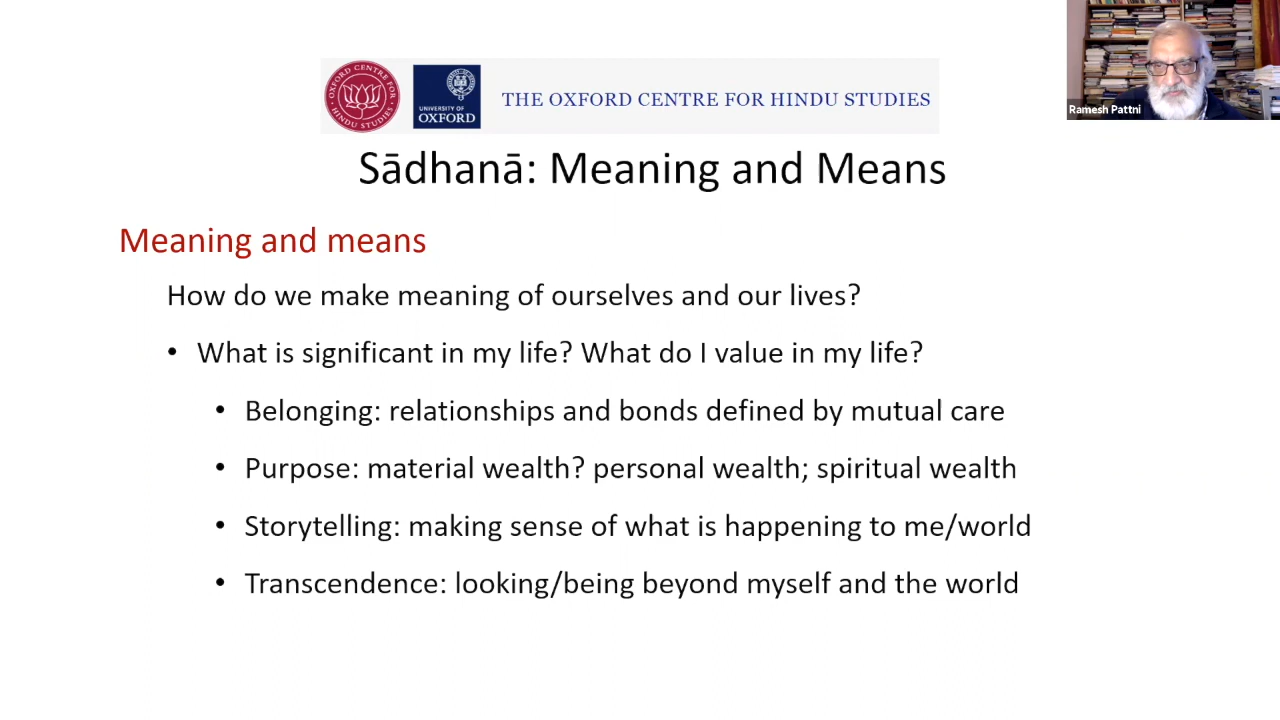 OXFORD CENTRE FOR HINDU STUDIES
UNIVERSITY OF
OXFORD
THE OXFORD CENTRE FOR HINDU STUDIES
Ramesh Pattni
Sādhanā: Meaning and Means
Meaning and means
How do we make meaning of ourselves and our lives?
• What is significant in my life? What do I value in my life?
• Belonging: relationships and bonds defined by mutual care
• Purpose: material wealth? personal wealth; spiritual wealth
• Storytelling: making sense of what is happening to me/world
• Transcendence: looking/being beyond myself and the world